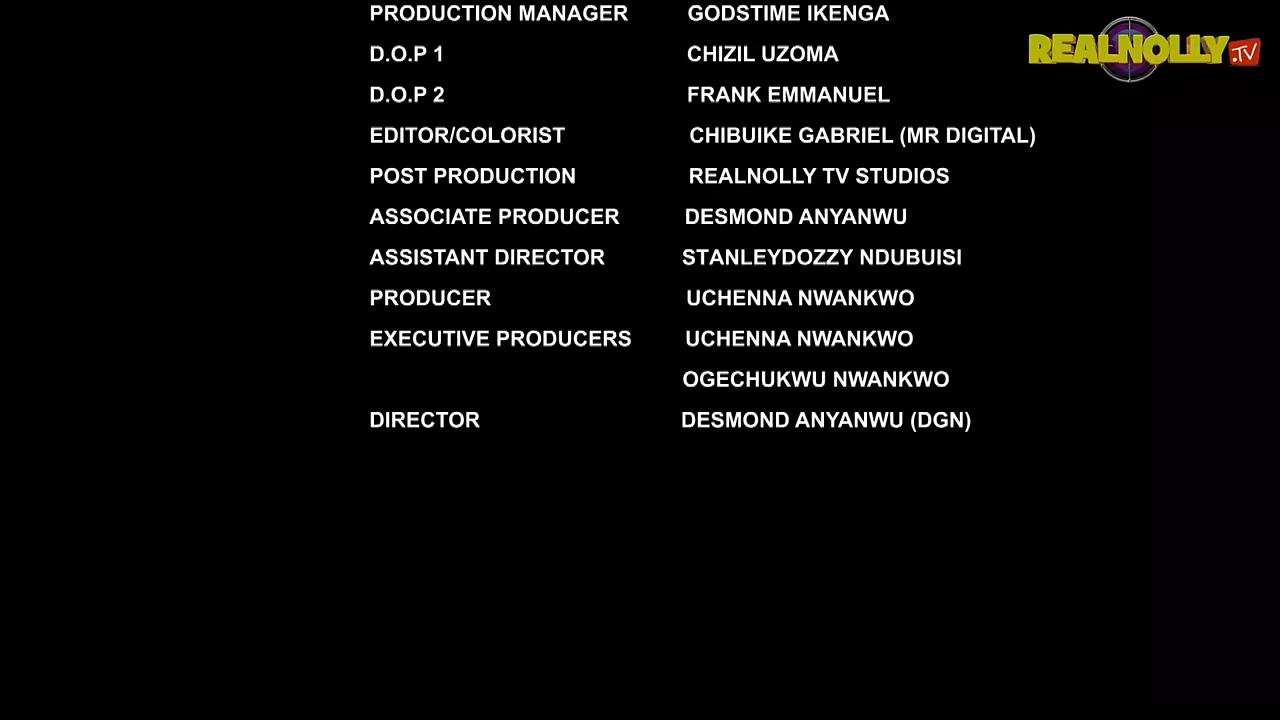 PRODUCTION MANAGER GODSTIME IKENGA
REALNOLLY.TV
D.O.P 1 CHIZIL UZOMA
D.O.P 2 FRANK EMMANUEL
EDITOR/COLORIST CHIBUIKE GABRIEL (MR DIGITAL)
POST PRODUCTION REALNOLLY TV STUDIOS
ASSOCIATE PRODUCER DESMOND ANYANWU
ASSISTANT DIRECTOR STANLEYDOZZY NDUBUISI
PRODUCER UCHENNA NWANKWO
EXECUTIVE PRODUCERS UCHENNA NWANKWO
OGECHUKWU NWANKWO
DIRECTOR DESMOND ANYANWU (DGN)